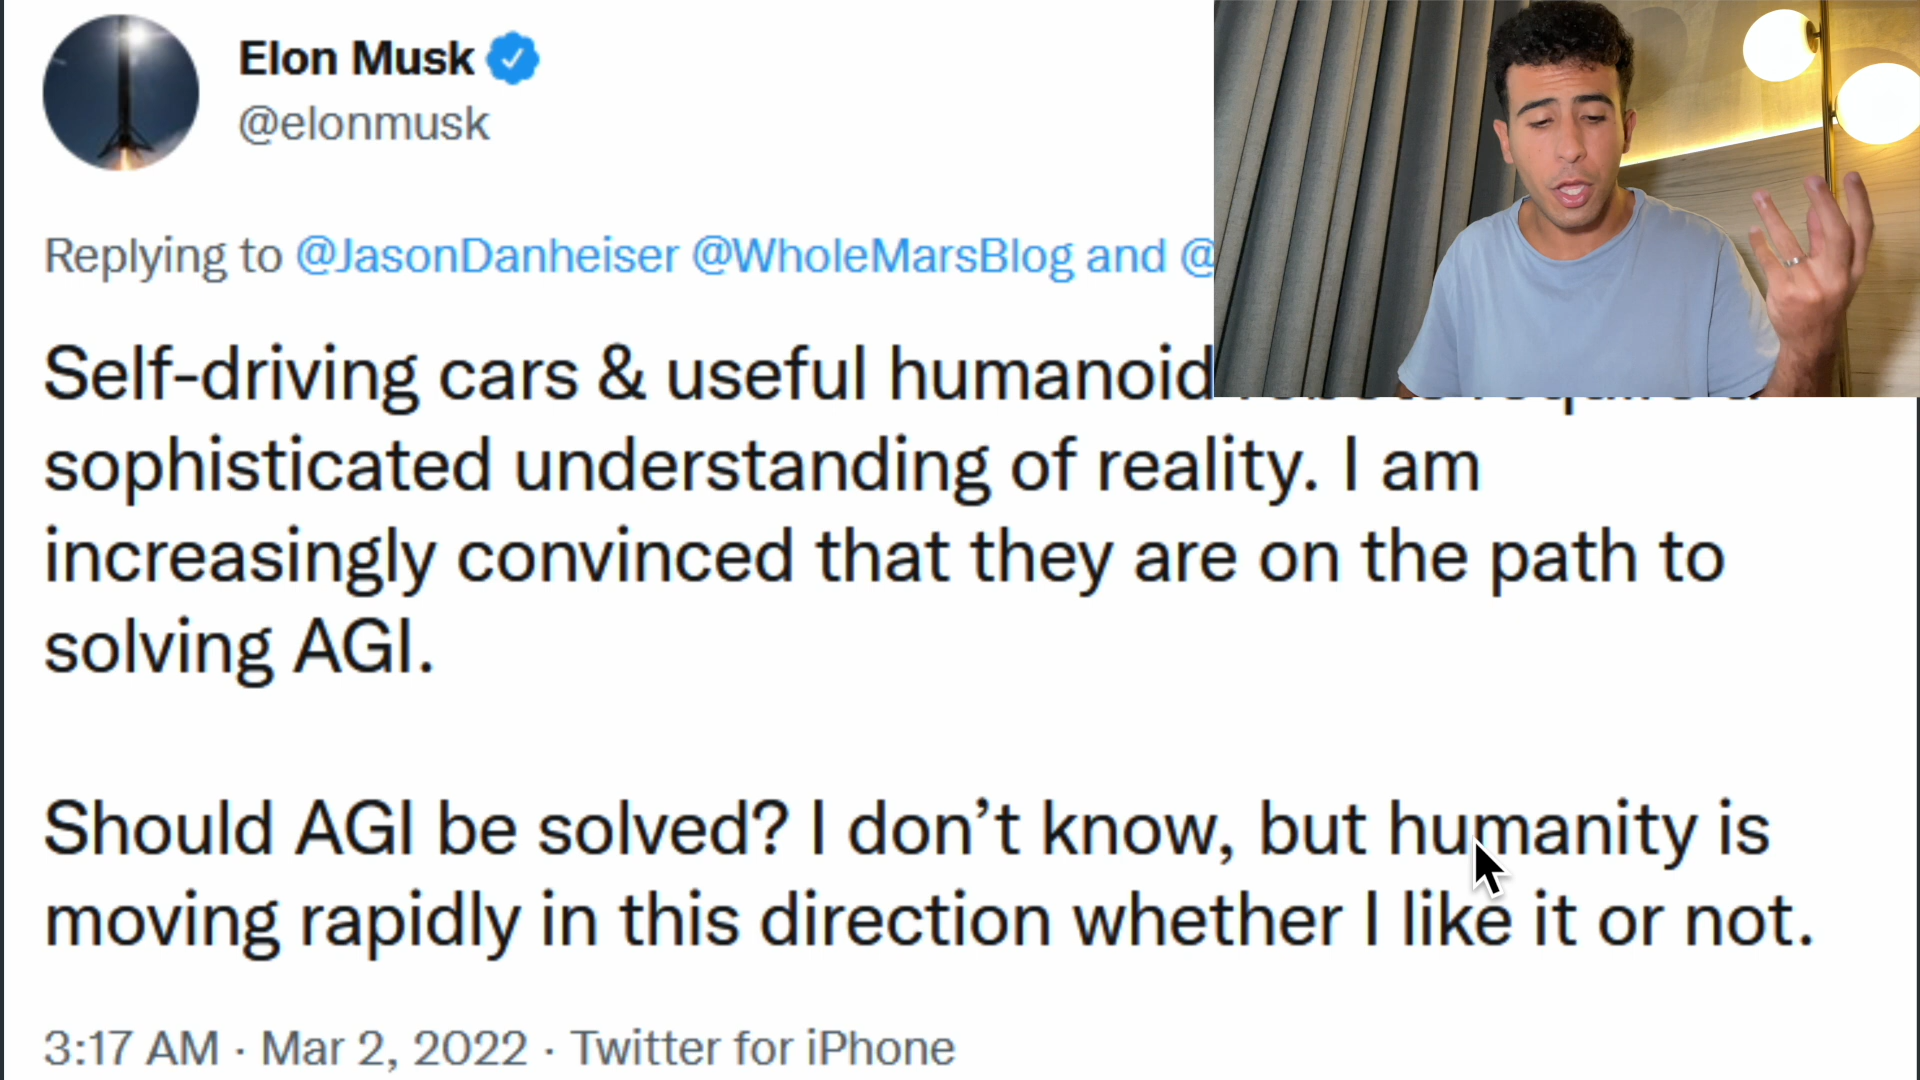 Elon Musk
@elonmusk
Replying to @JasonDanheiser @WholeMarsBlog and @
Self-driving cars & useful humanoid
sophisticated understanding of reality. I am
increasingly convinced that they are on the path to
solving AGI.
Should AGI be solved? I don’t know, but humanity is
moving rapidly in this direction whether I like it or not.
3:17 AM · Mar 2, 2022 · Twitter for iPhone